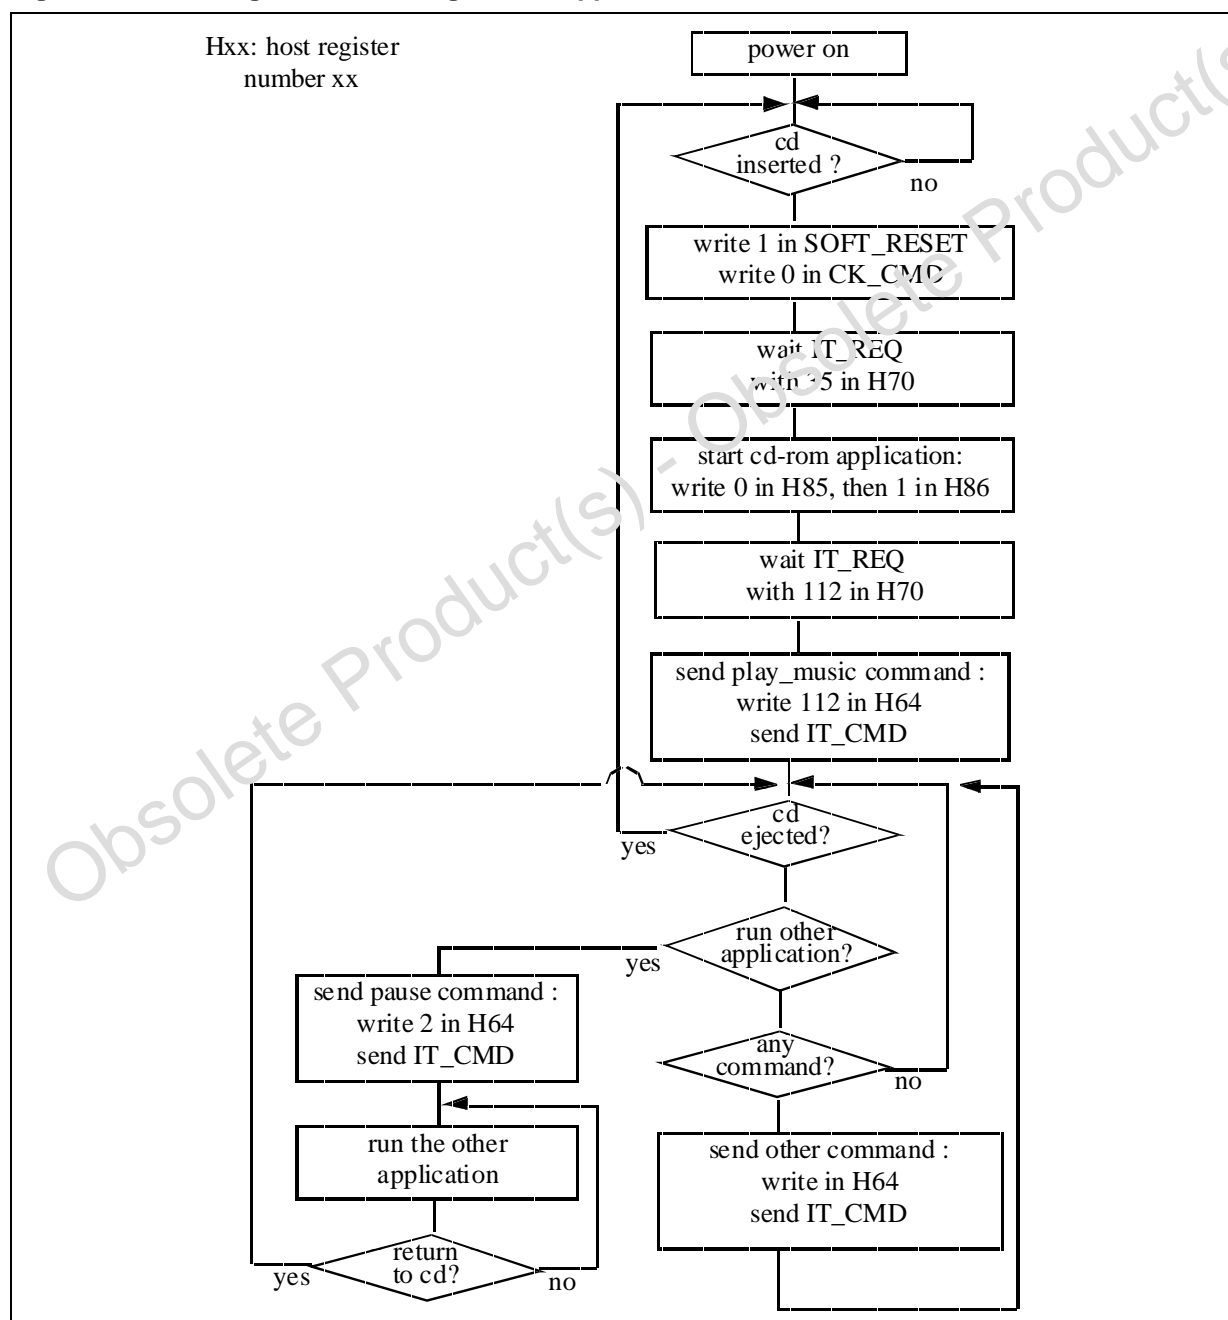 Hxx: host register
number xx
power on
cd
inserted ?
no
write 1 in SOFT_RESET
write 0 in CK_CMD
wait IT_REQ
with 35 in H70
start cd-rom application:
write 0 in H85, then 1 in H86
wait IT_REQ
with 112 in H70
send play_music command :
write 112 in H64
send IT_CMD
cd
ejected?
yes
run other
application?
yes
send pause command :
write 2 in H64
send IT_CMD
any
command?
no
run the other
application
send other command :
write in H64
send IT_CMD
return
to cd?
yes
no
Obsolete Product(s) - Obsolete Product(s